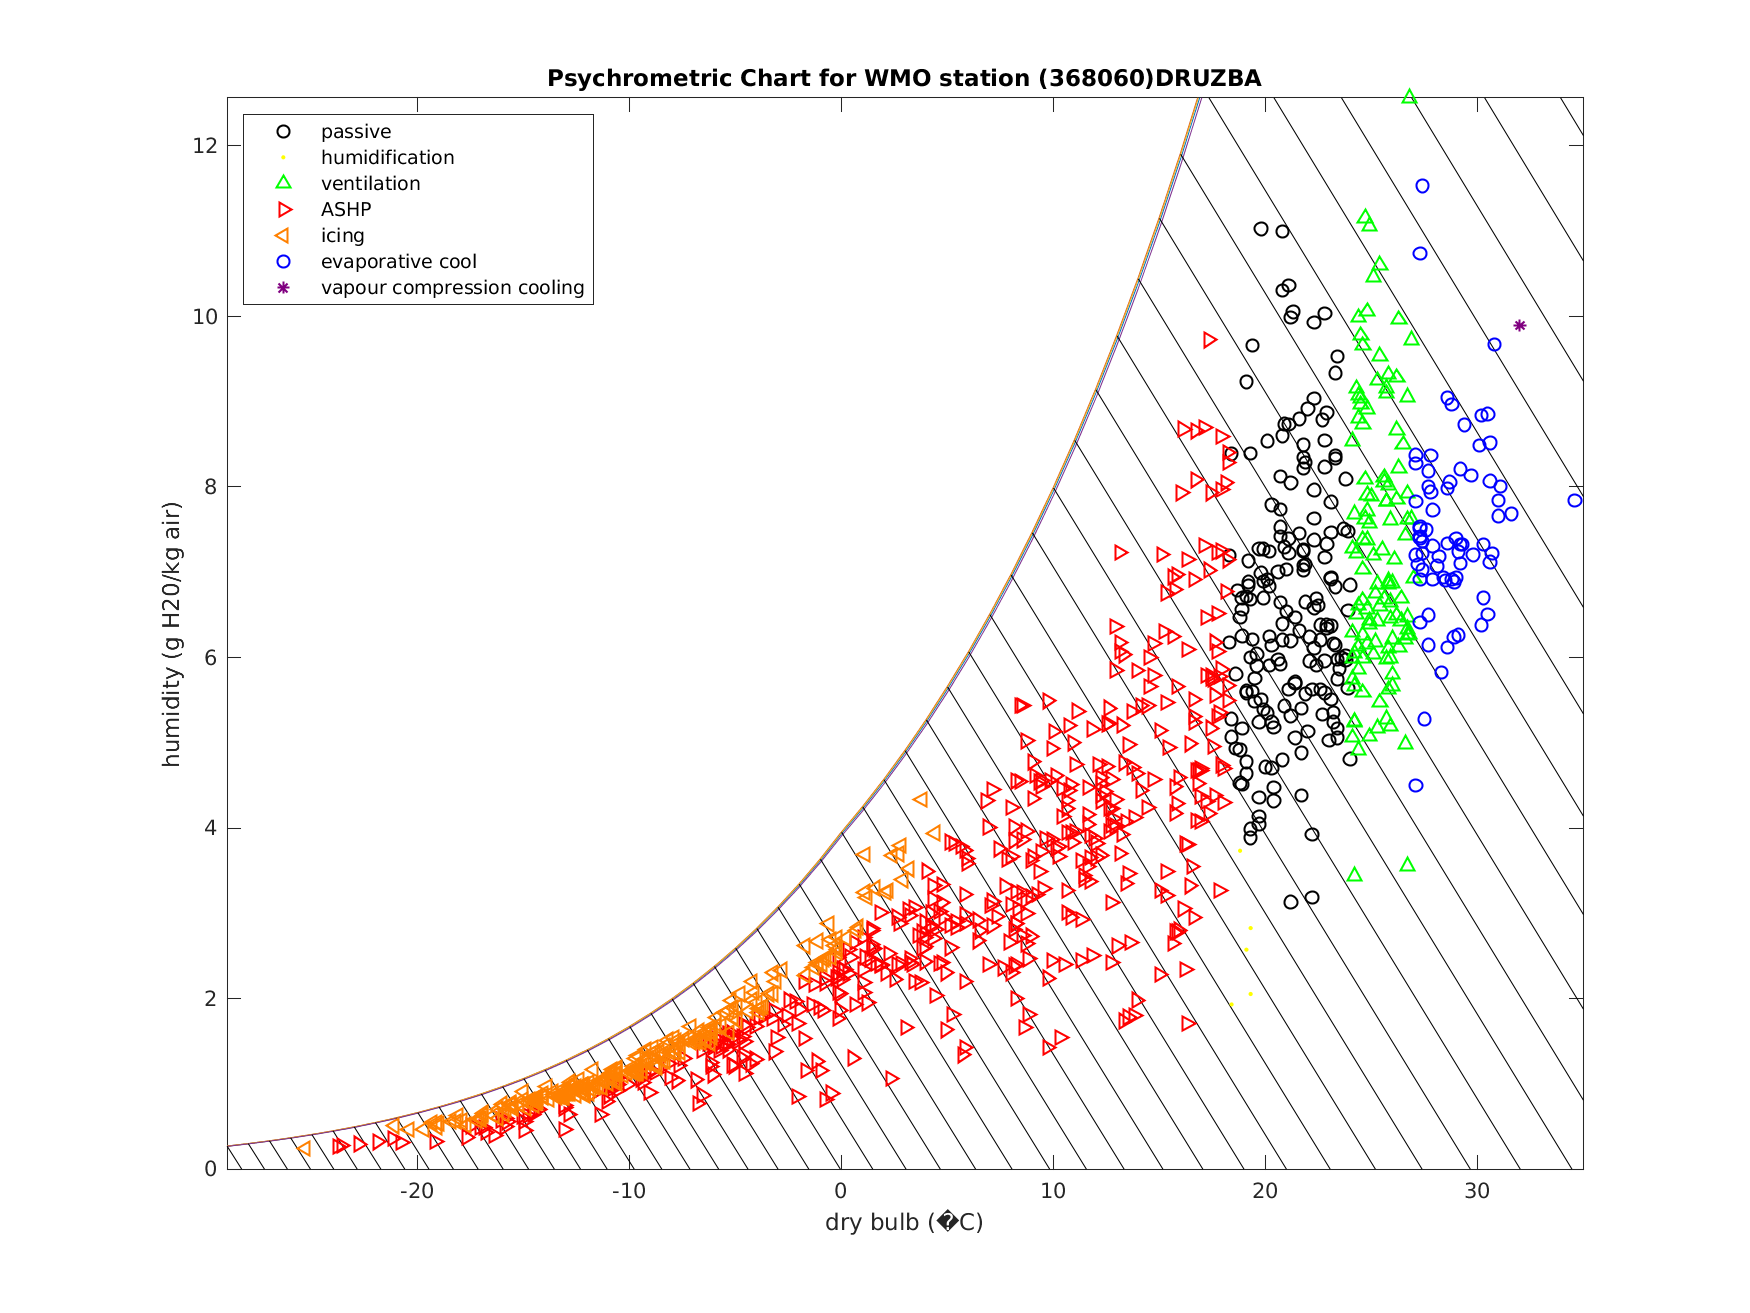 Psychrometric Chart for WMO station (368060)DRUZBA
passive
humidification
ventilation
ASHP
icing
evaporative cool
vapour compression cooling
humidity (g H20/kg air)
12
10
8
6
4
2
0
-20 -10 0 10 20 30
dry bulb (�C)